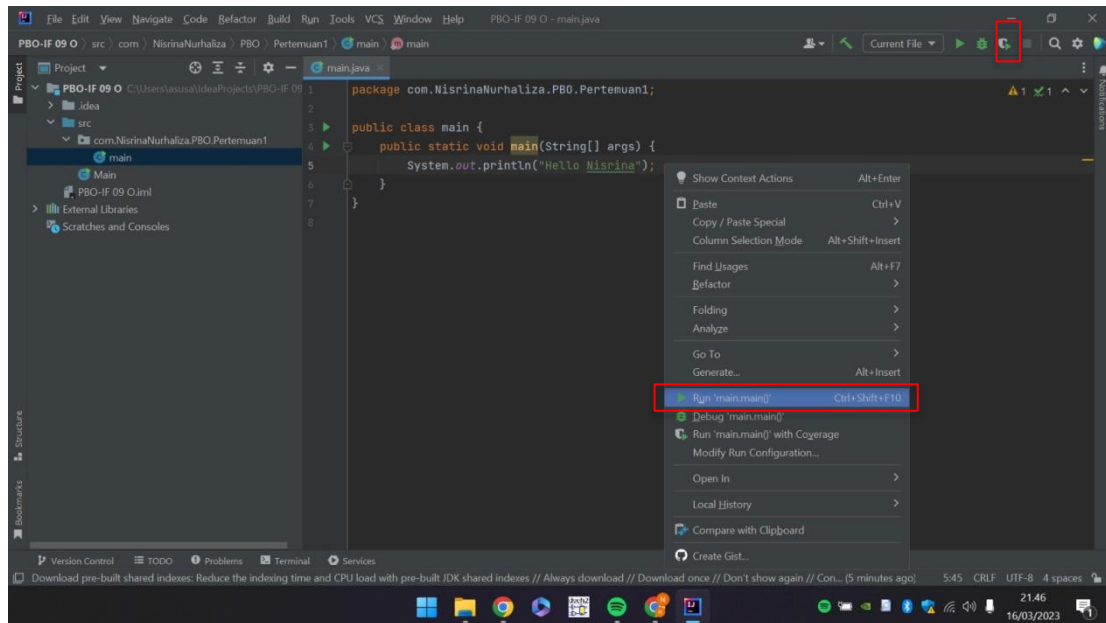 File Edit View Navigate Code Refactor Build Run Tools VCS Window Help PBO-IF 09 O - main.java
PBO-IF 09 O src com NisrinaNurhaliza PBO Pertemuan1 main main
Current File
Project
main.java
Project
Notifications
PBO-IF 09 O C:\Users\asusa\IdeaProjects\PBO-IF 09
.idea
src
com.NisrinaNurhaliza.PBO.Pertemuan1
main
Main
PBO-IF 09 O.iml
External Libraries
Scratches and Consoles
1 package com.NisrinaNurhaliza.PBO.Pertemuan1;
2
3 public class main {
4 public static void main(String[] args) {
5 System.out.println("Hello Nisrina");
6 }
7 }
8
1 1
Show Context Actions Alt+Enter
Paste Ctrl+V
Copy / Paste Special
Column Selection Mode Alt+Shift+Insert
Find Usages Alt+F7
Refactor
Folding
Analyze
Go To
Generate... Alt+Insert
Run 'main.main()' Ctrl+Shift+F10
Debug 'main.main()'
Run 'main.main()' with Coverage
Modify Run Configuration...
Open In
Local History
Compare with Clipboard
Create Gist...
Structure
Bookmarks
Version Control TODO Problems Terminal Services
Download pre-built shared indexes: Reduce the indexing time and CPU load with pre-built JDK shared indexes // Always download // Download once // Don't show again // Con... (5 minutes ago) 5:45 CRLF UTF-8 4 spaces
21.46
16/03/2023